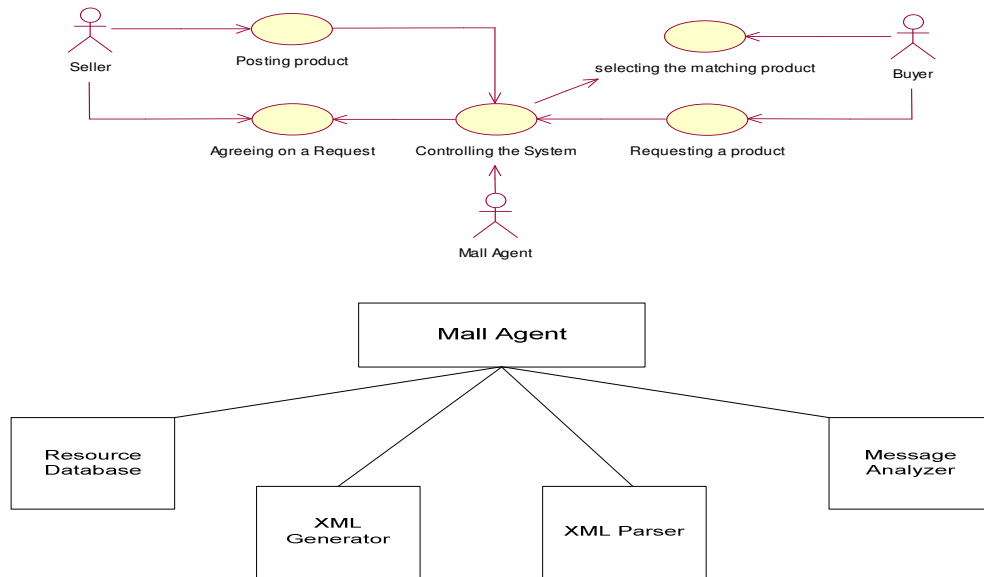 Seller
Posting product
selecting the matching product
Buyer
Agreeing on a Request
Controlling the System
Requesting a product
Mall Agent
Mall Agent
Resource
Database
XML
Generator
XML Parser
Message
Analyzer